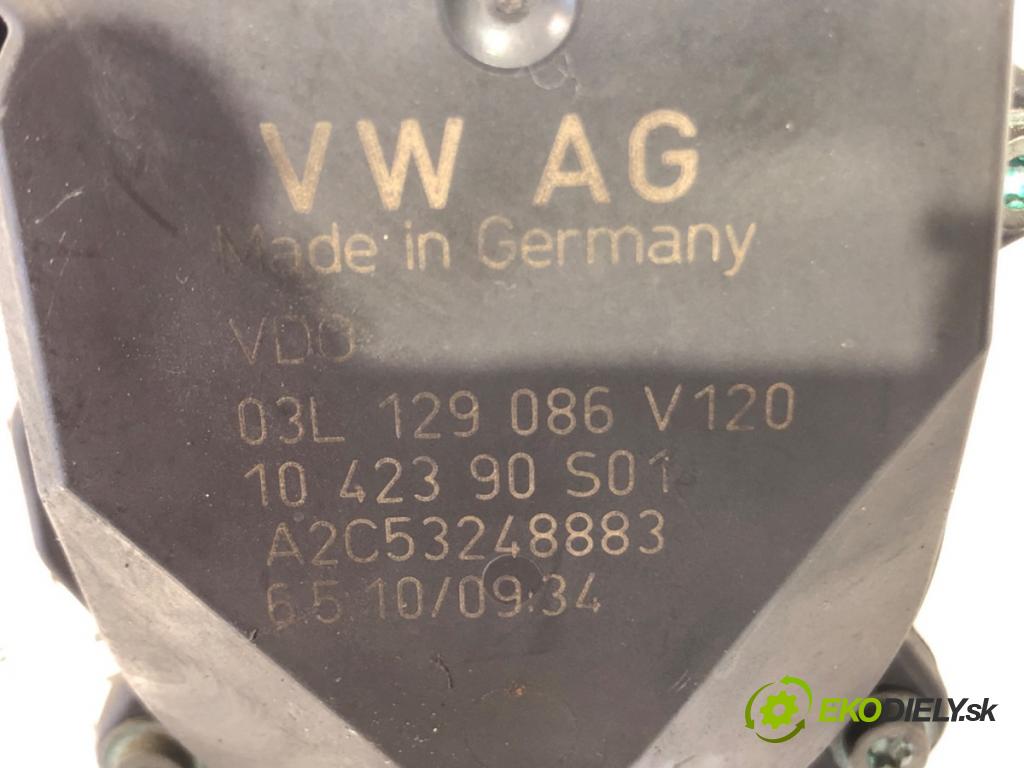 VW AG
Made in Germany
VDO
03L 129 086 V120
10 423 90 S01
A2C53248883
6.5.10/09:34
EKODIELY.sk